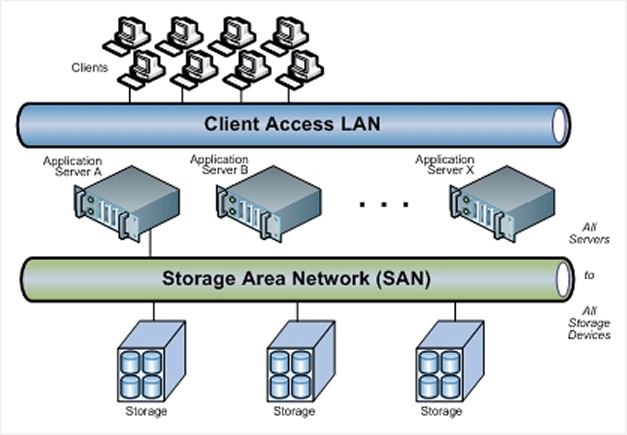 Clients
Client Access LAN
Application
Server A
Application
Server B
Application
Server X
. . .
All
Servers
to
All
Storage
Devices
Storage Area Network (SAN)
Storage
Storage
Storage